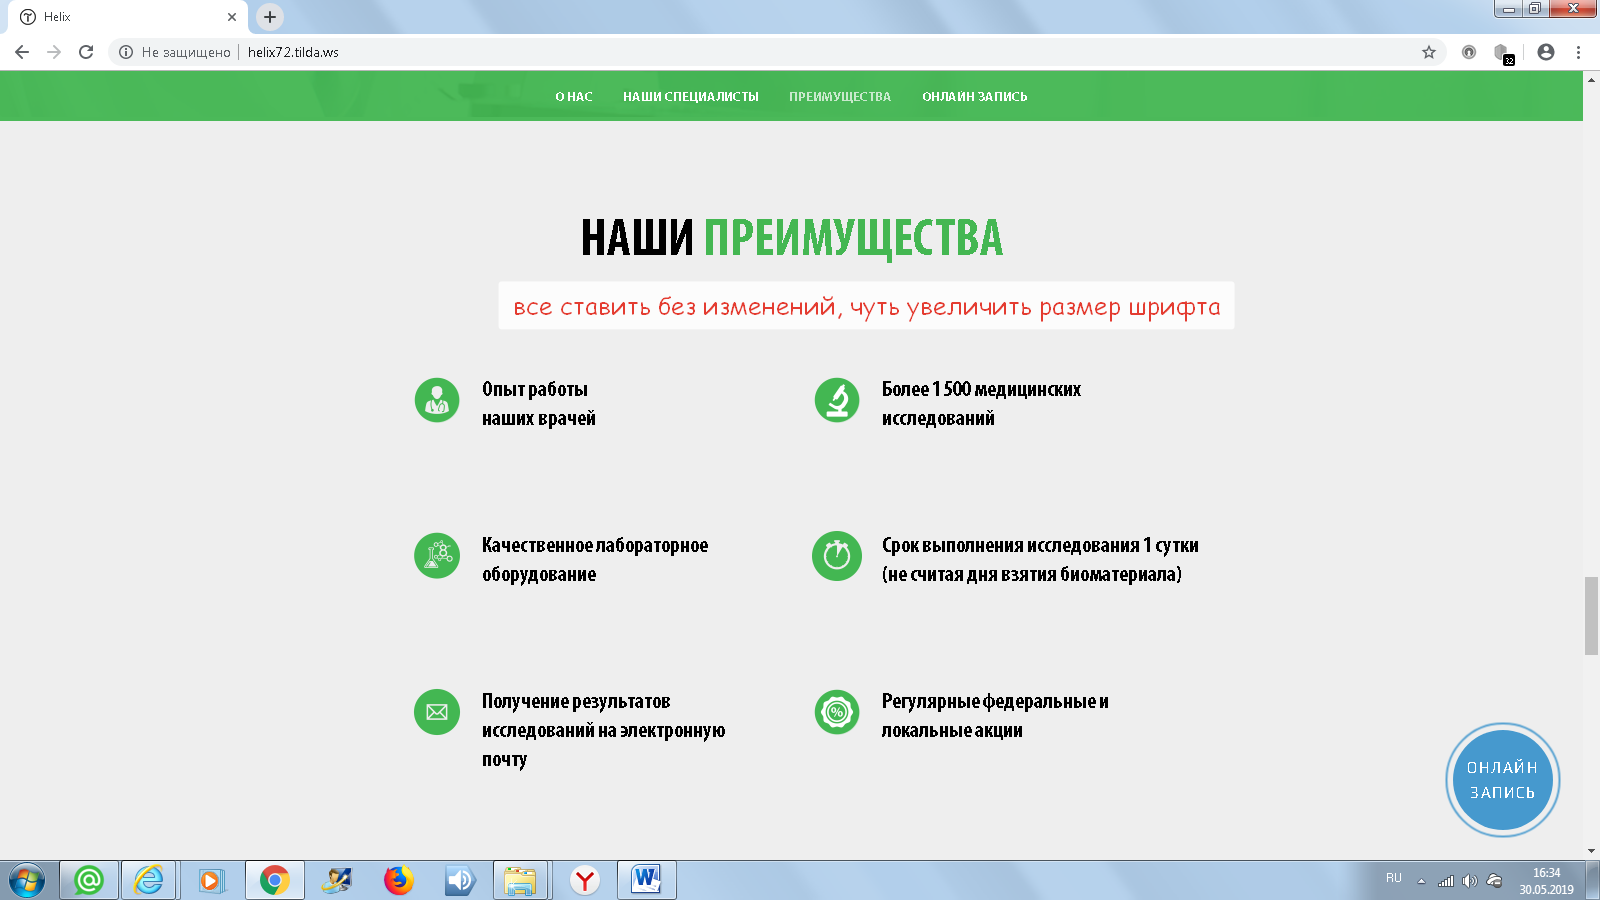 Helix
Не защищено
helix72.tilda.ws
32
О НАС
НАШИ СПЕЦИАЛИСТЫ
ПРЕИМУЩЕСТВА
ОНЛАЙН ЗАПИСЬ
НАШИ ПРЕИМУЩЕСТВА
все ставить без изменений, чуть увеличить размер шрифта
Опыт работы
наших врачей
Более 1 500 медицинских
исследований
Качественное лабораторное
оборудование
Срок выполнения исследования 1 сутки
(не считая дня взятия биоматериала)
Получение результатов
исследований на электронную
почту
%
Регулярные федеральные и
локальные акции
ОНЛАЙН
ЗАПИСЬ
RU
16:34
30.05.2019